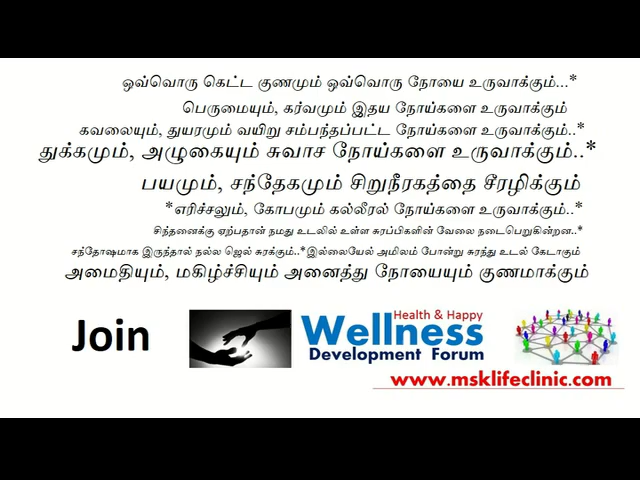 ஒவ்வொரு கெட்ட குணமும் ஒவ்வொரு நோயை உருவாக்கும்...*
பெருமையும், கர்வமும் இதய நோய்களை உருவாக்கும்
கவலையும், துயரமும் வயிறு சம்பந்தப்பட்ட நோய்களை உருவாக்கும்..*
துக்கமும், அழுகையும் சுவாச நோய்களை உருவாக்கும்..*
பயமும், சந்தேகமும் சிறுநீரகத்தை சீரழிக்கும்
*எரிச்சலும், கோபமும் கல்லீரல் நோய்களை உருவாக்கும்..*
சிந்தனைக்கு ஏற்பதான் நமது உடலில் உள்ள சுரப்பிகளின் வேலை நடைபெறுகின்றன..*
சந்தோஷமாக இருந்தால் நல்ல ஜெல் சுரக்கும்..*இல்லையேல் அமிலம் போன்று சுரந்து உடல் கேடாகும்
அமைதியும், மகிழ்ச்சியும் அனைத்து நோயையும் குணமாக்கும்
Join
Health & Happy
Wellness
Development Forum
www.msklifeclinic.com